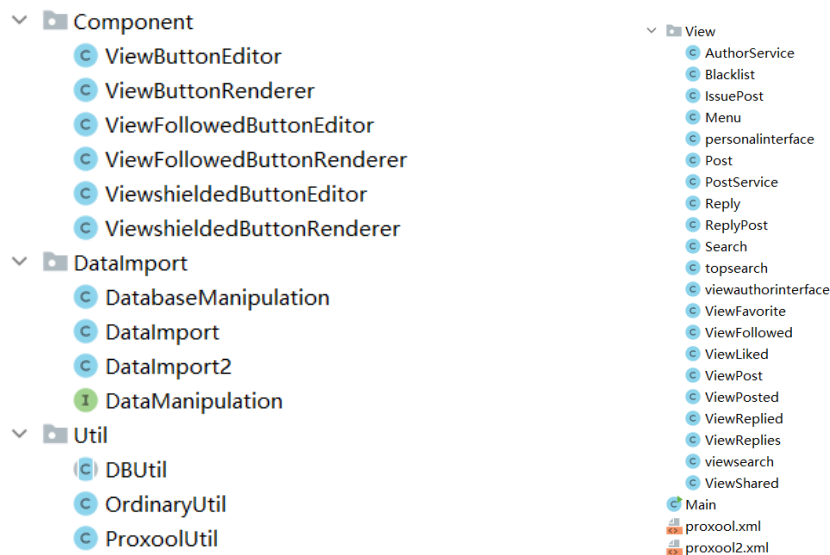 Component
ViewButtonEditor
ViewButtonRenderer
ViewFollowedButtonEditor
ViewFollowedButtonRenderer
ViewshieldedButtonEditor
ViewshieldedButtonRenderer
DataImport
DatabaseManipulation
DataImport
DataImport2
DataManipulation
Util
DBUtil
OrdinaryUtil
ProxoolUtil
View
AuthorService
Blacklist
IssuePost
Menu
personalinterface
Post
PostService
Reply
ReplyPost
Search
topsearch
viewauthorinterface
ViewFavorite
ViewFollowed
ViewLiked
ViewPost
ViewPosted
ViewReplied
ViewReplies
viewsearch
ViewShared
Main
proxool.xml
proxool2.xml